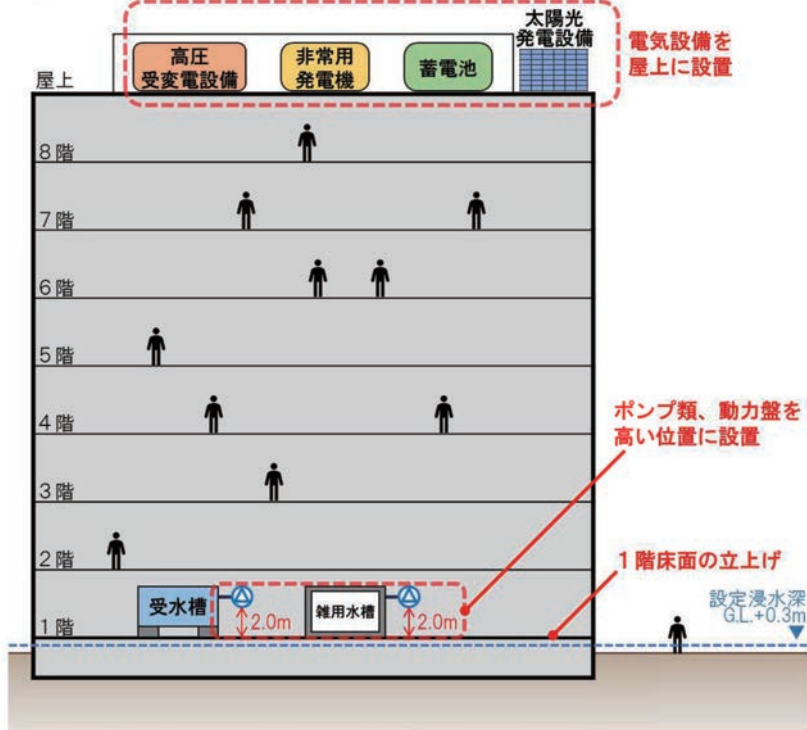 太陽光
発電設備
高圧
受変電設備
非常用
発電機
蓄電池
電気設備を
屋上に設置
屋上
8階
7階
6階
5階
4階
ポンプ類、動力盤を
高い位置に設置
3階
2階
1階床面の立上げ
受水槽
2.0m
雑用水槽
2.0m
設定浸水深
G.L.+0.3m
1階